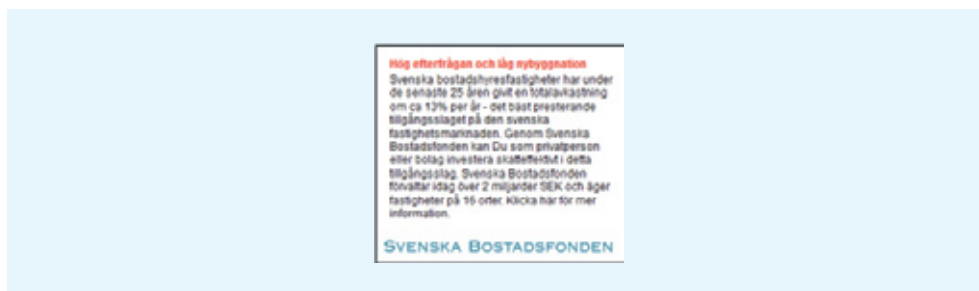 Hög efterfrågan och låg nybyggnation
Svenska bostadshyresfastigheter har under
de senaste 25 åren givit en totalavkastning
om ca 13% per år - det bäst presterande
tillgångsslaget på den svenska
fastighetsmarknaden. Genom Svenska
Bostadsfonden kan Du som privatperson
eller bolag investera skatteffektivt i detta
tillgångsslag. Svenska Bostadsfonden
förvaltar idag över 2 miljarder SEK och äger
fastigheter på 16 orter. Klicka här för mer
information.
SVENSKA BOSTADSFONDEN